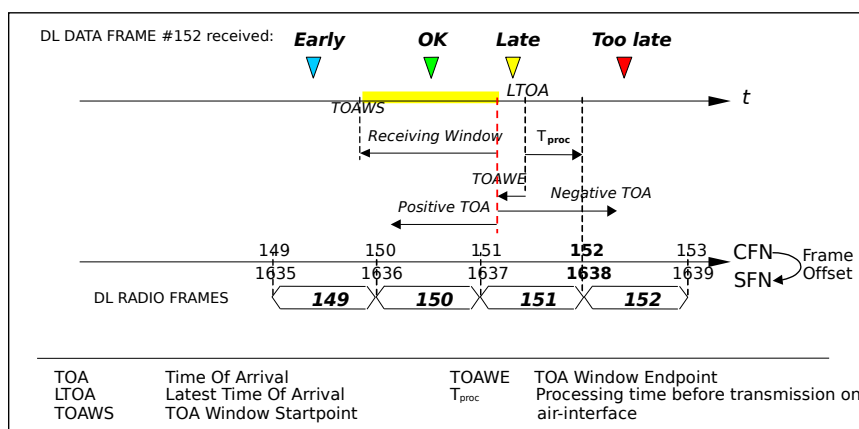 DL DATA FRAME #152 received:
Early
OK
Late
Too late
LTOA
t
TOAWS
Receiving Window
Tproc
TOAWE
Negative TOA
Positive TOA
149 150 151 152 153 CFN
1635 1636 1637 1638 1639 SFN
Frame
Offset
DL RADIO FRAMES 149 150 151 152
TOA Time Of Arrival TOAWE TOA Window Endpoint
LTOA Latest Time Of Arrival Tproc Processing time before transmission on
TOAWS TOA Window Startpoint air-interface